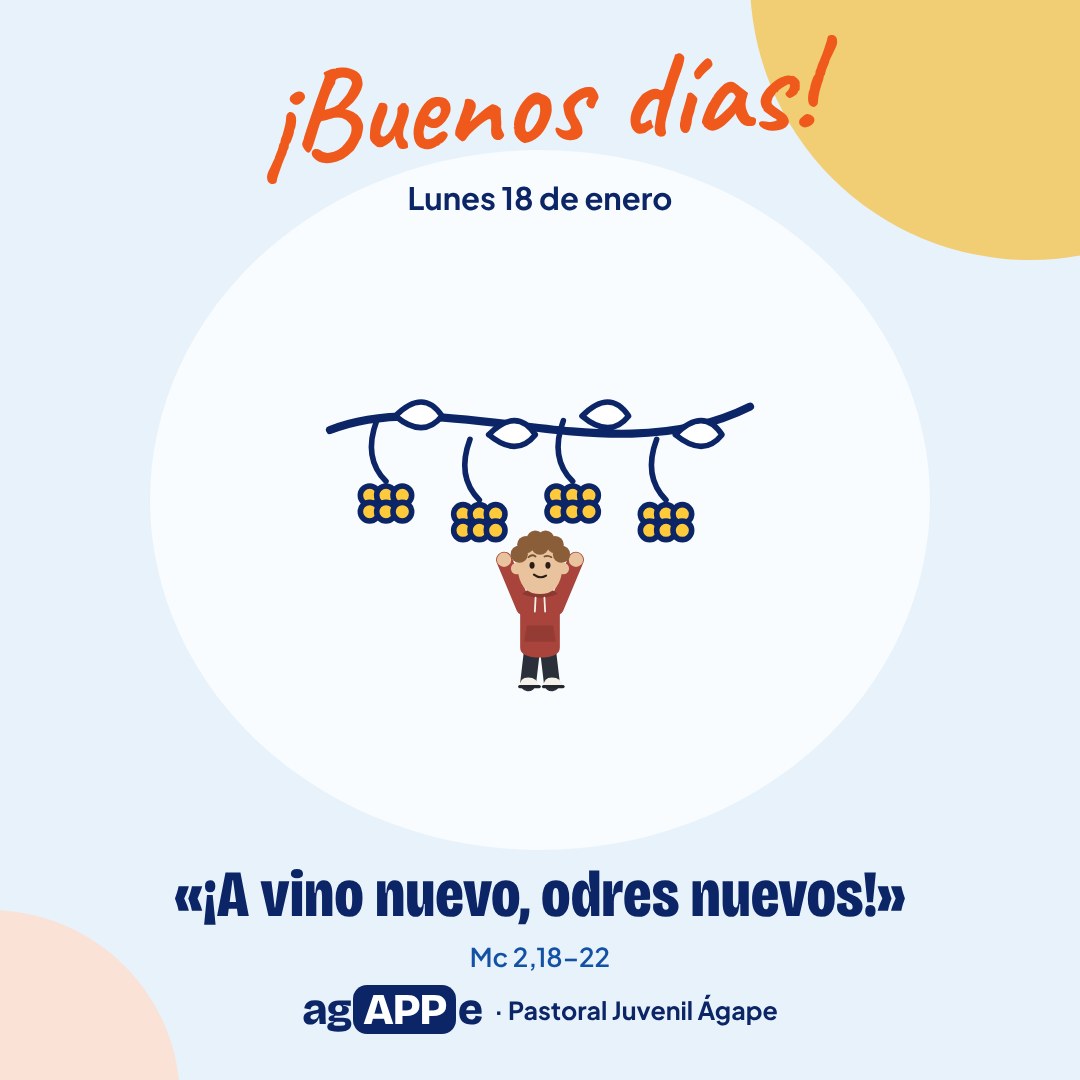 ¡Buenos días!
Lunes 18 de enero
«¡A vino nuevo, odres nuevos!»
Mc 2,18–22
agAPPe · Pastoral Juvenil Ágape